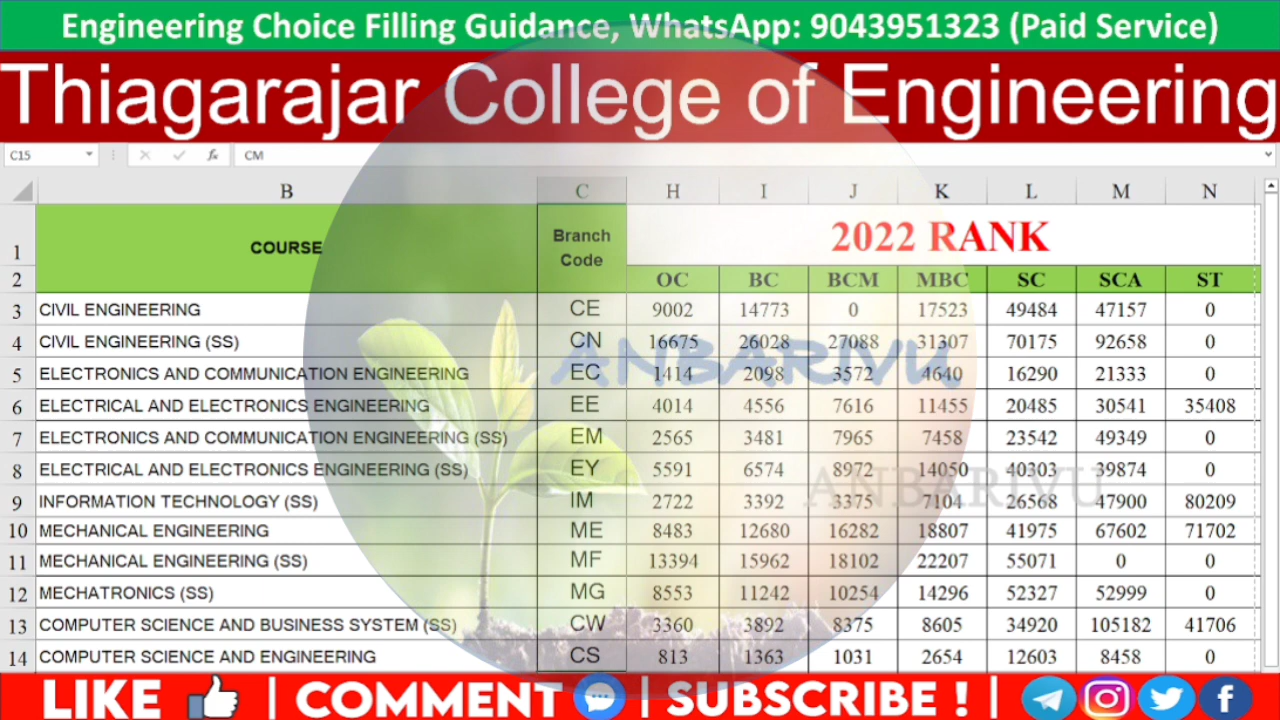 Engineering Choice Filling Guidance, WhatsApp: 9043951323 (Paid Service)
Thiagarajar College of Engineering
C15 fx CM
B C H I J K L M N
1 COURSE Branch Code 2022 RANK
2 OC BC BCM MBC SC SCA ST
3 CIVIL ENGINEERING CE 9002 14773 0 17523 49484 47157 0
4 CIVIL ENGINEERING (SS) CN 16675 26028 27088 31307 70175 92658 0
ANBARIVU
5 ELECTRONICS AND COMMUNICATION ENGINEERING EC 1414 2098 3572 4640 16290 21333 0
6 ELECTRICAL AND ELECTRONICS ENGINEERING EE 4014 4556 7616 11455 20485 30541 35408
7 ELECTRONICS AND COMMUNICATION ENGINEERING (SS) EM 2565 3481 7965 7458 23542 49349 0
8 ELECTRICAL AND ELECTRONICS ENGINEERING (SS) EY 5591 6574 8972 14050 40303 39874 0
ANBARIVU
9 INFORMATION TECHNOLOGY (SS) IM 2722 3392 3375 7104 26568 47900 80209
10 MECHANICAL ENGINEERING ME 8483 12680 16282 18807 41975 67602 71702
11 MECHANICAL ENGINEERING (SS) MF 13394 15962 18102 22207 55071 0 0
12 MECHATRONICS (SS) MG 8553 11242 10254 14296 52327 52999 0
13 COMPUTER SCIENCE AND BUSINESS SYSTEM (SS) CW 3360 3892 8375 8605 34920 105182 41706
14 COMPUTER SCIENCE AND ENGINEERING CS 813 1363 1031 2654 12603 8458 0
LIKE | COMMENT | SUBSCRIBE ! |